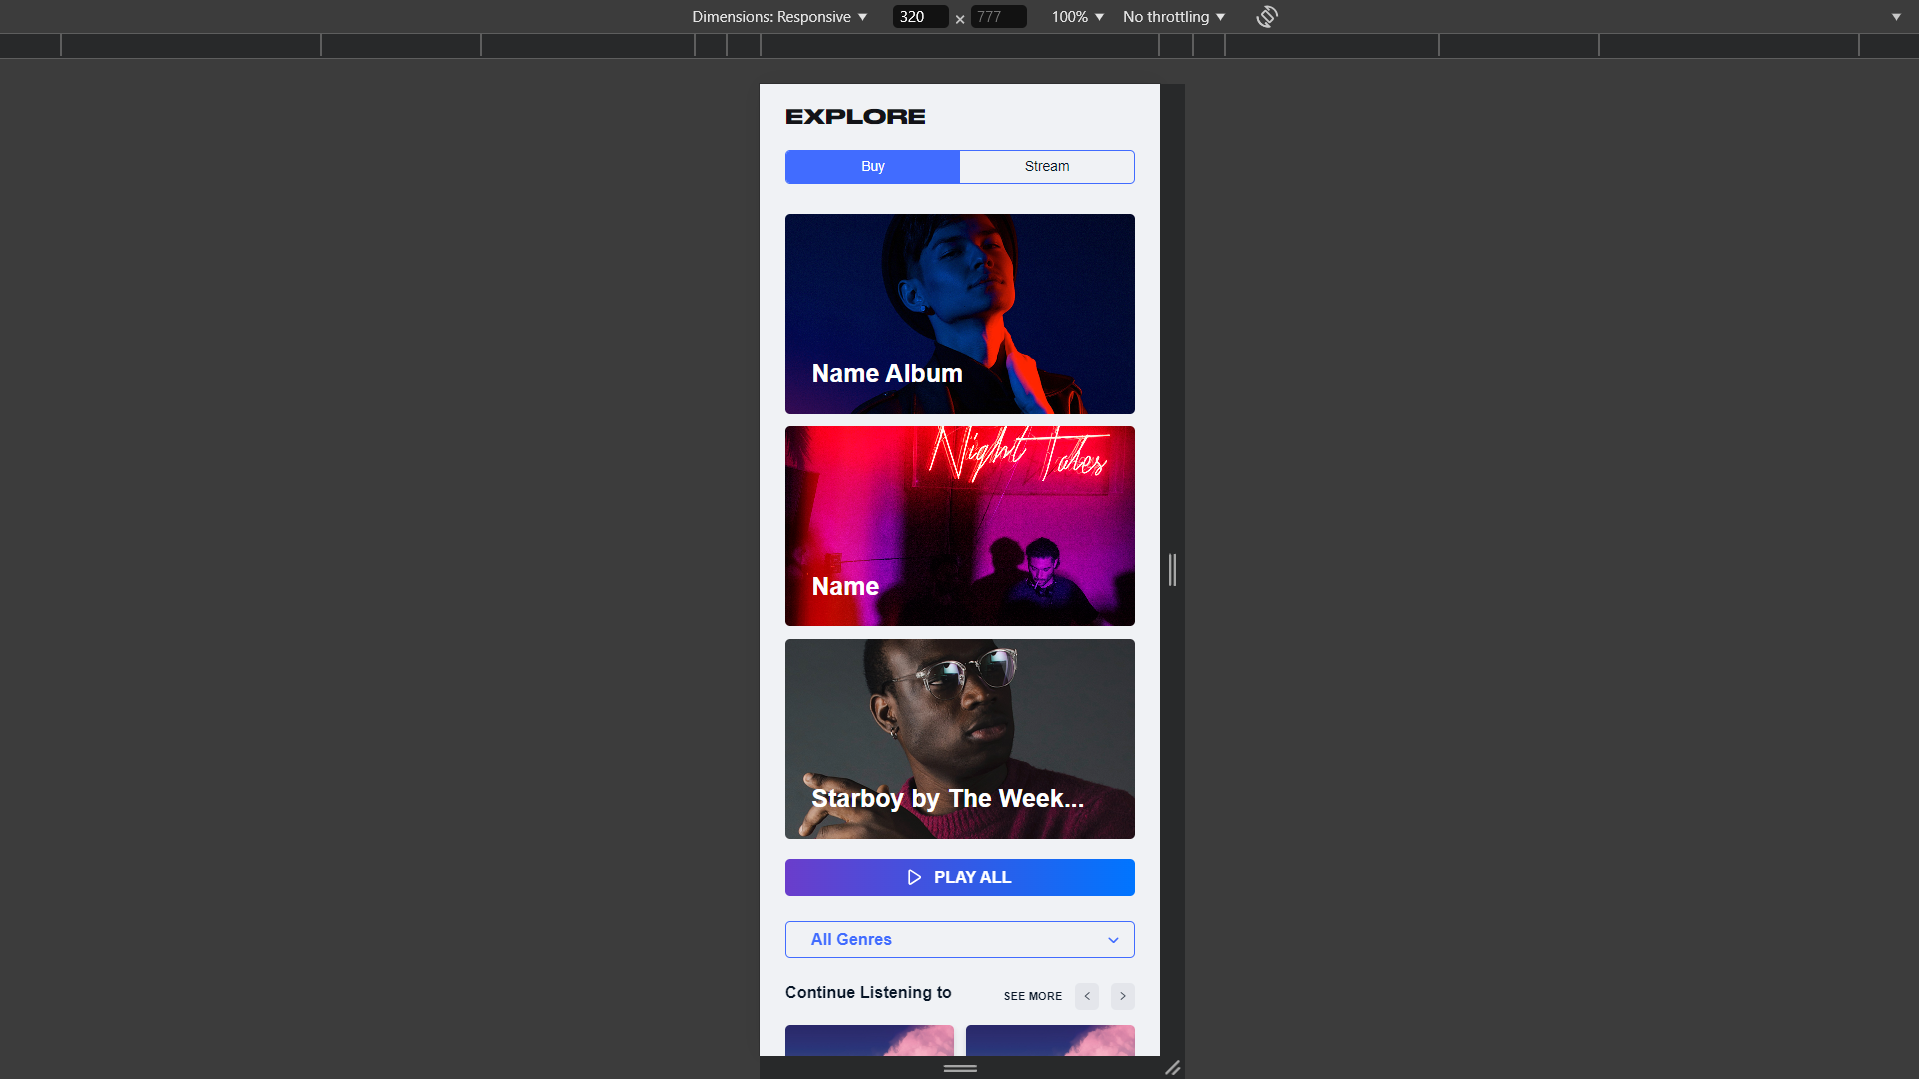 Dimensions: Responsive 320 × 777 100% No throttling
EXPLORE
Buy Stream
Name Album
Night Tales
Name
Starboy by The Week...
PLAY ALL
All Genres
Continue Listening to SEE MORE < >